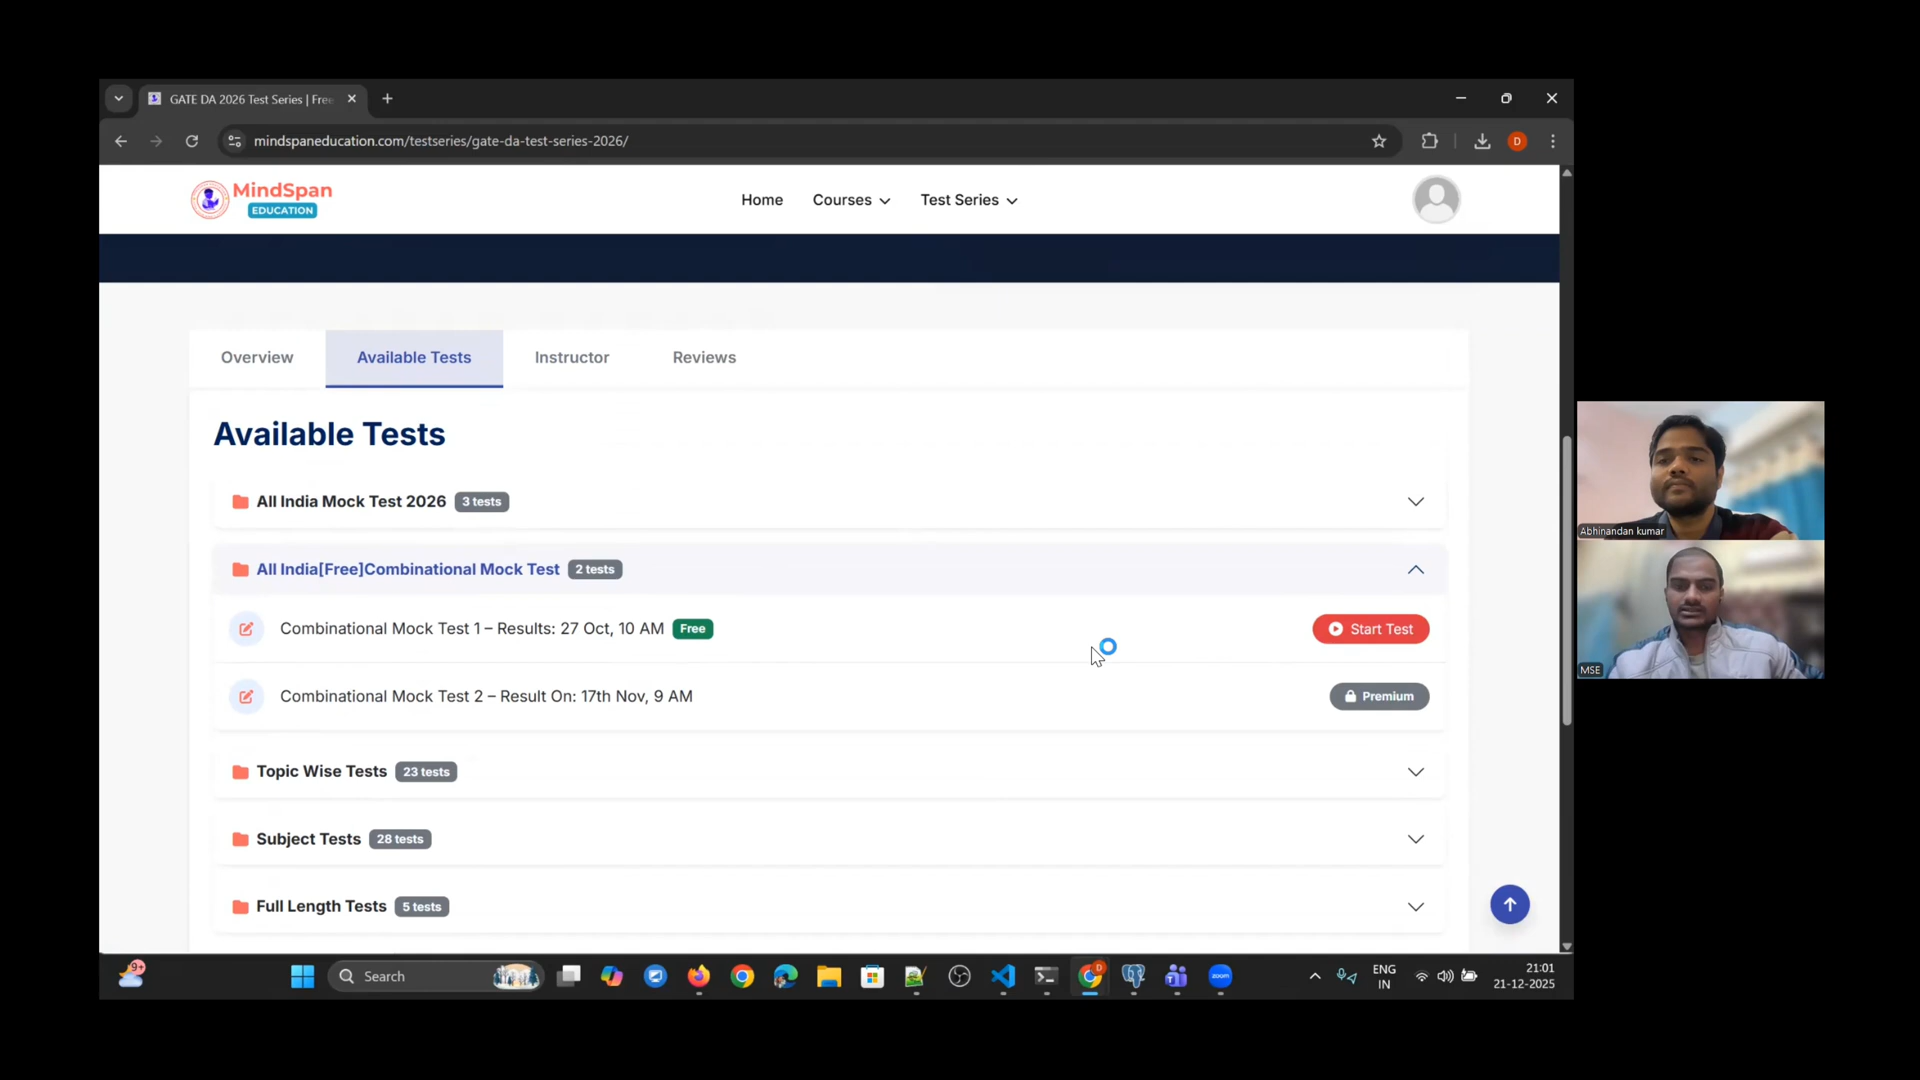 GATE DA 2026 Test Series | Free
mindspaneducation.com/testseries/gate-da-test-series-2026/
D
MindSpan
EDUCATION
Home
Courses
Test Series
Overview
Available Tests
Instructor
Reviews
Available Tests
All India Mock Test 2026
3 tests
All India[Free]Combinational Mock Test
2 tests
Combinational Mock Test 1 – Results: 27 Oct, 10 AM
Free
Start Test
Combinational Mock Test 2 – Result On: 17th Nov, 9 AM
Premium
Topic Wise Tests
23 tests
Subject Tests
28 tests
Full Length Tests
5 tests
Abhinandan kumar
MSE
9+
Search
D
zoom
ENG
IN
21:01
21-12-2025